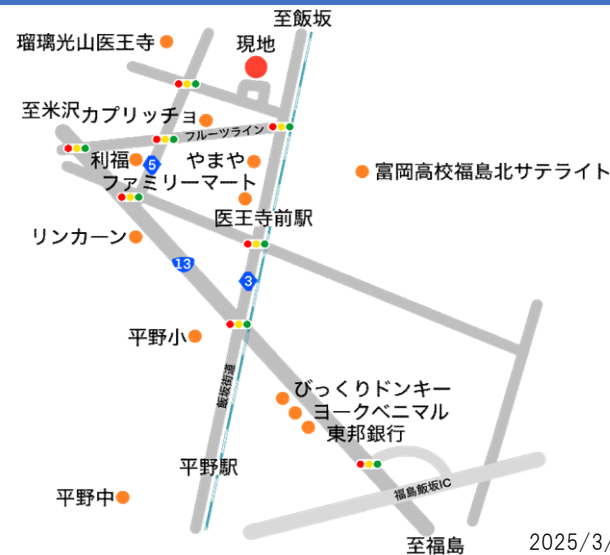 至飯坂
瑠璃光山医王寺
現地
至米沢
カプリッチョ
フルーツライン
利福
5
やまや
富岡高校福島北サテライト
ファミリーマート
医王寺前駅
リンカーン
13
3
平野小
飯坂街道
びっくりドンキー
ヨークベニマル
東邦銀行
平野駅
福島飯坂IC
平野中
至福島
2025/3/